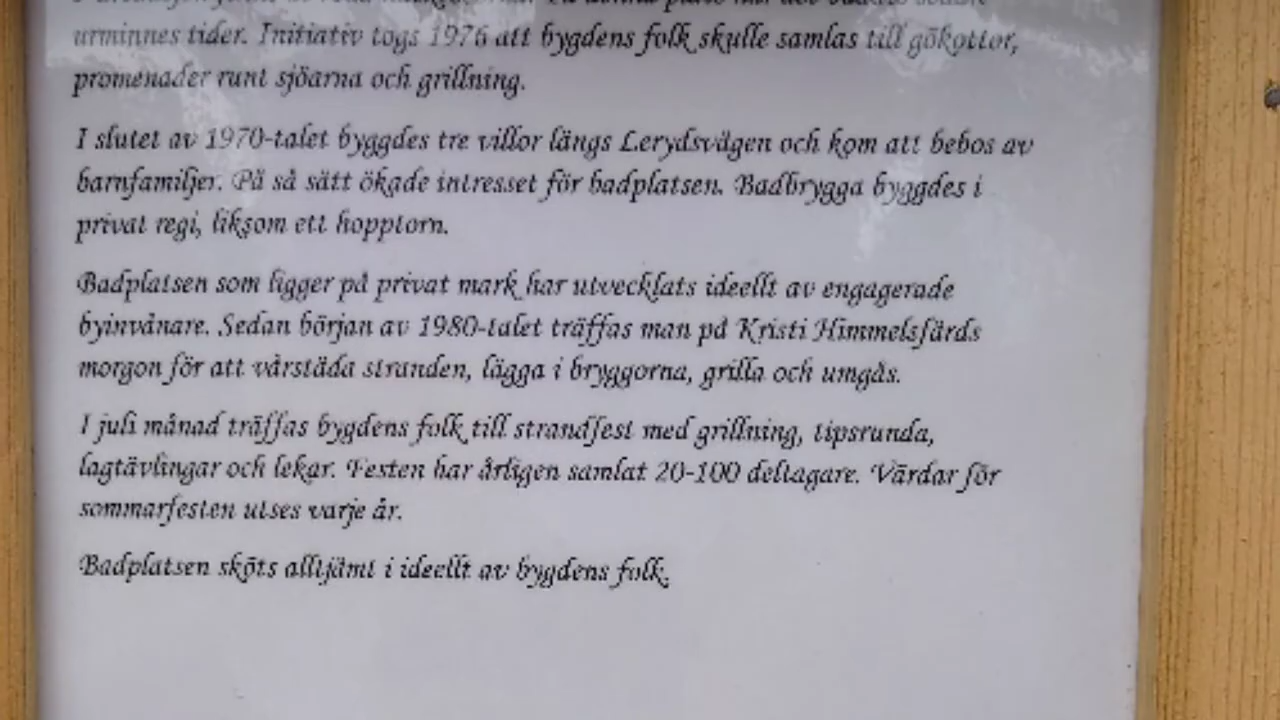 urminnes tider. Initiativ togs 1976 att bygdens folk skulle samlas till gökottor,
promenader runt sjöarna och grillning.
I slutet av 1970-talet byggdes tre villor längs Lerydsvägen och kom att bebos av
barnfamiljer. På så sätt ökade intresset för badplatsen. Badbrygga byggdes i
privat regi, liksom ett hopptorn.
Badplatsen som ligger på privat mark har utvecklats ideellt av engagerade
byinvånare. Sedan början av 1980-talet träffas man på Kristi Himmelsfärds
morgon för att vårstäda stranden, lägga i bryggorna, grilla och umgås.
I juli månad träffas bygdens folk till strandfest med grillning, tipsrunda,
lagtävlingar och lekar. Festen har årligen samlat 20-100 deltagare. Värdar för
sommarfesten utses varje år.
Badplatsen sköts alltjämt i ideellt av bygdens folk.